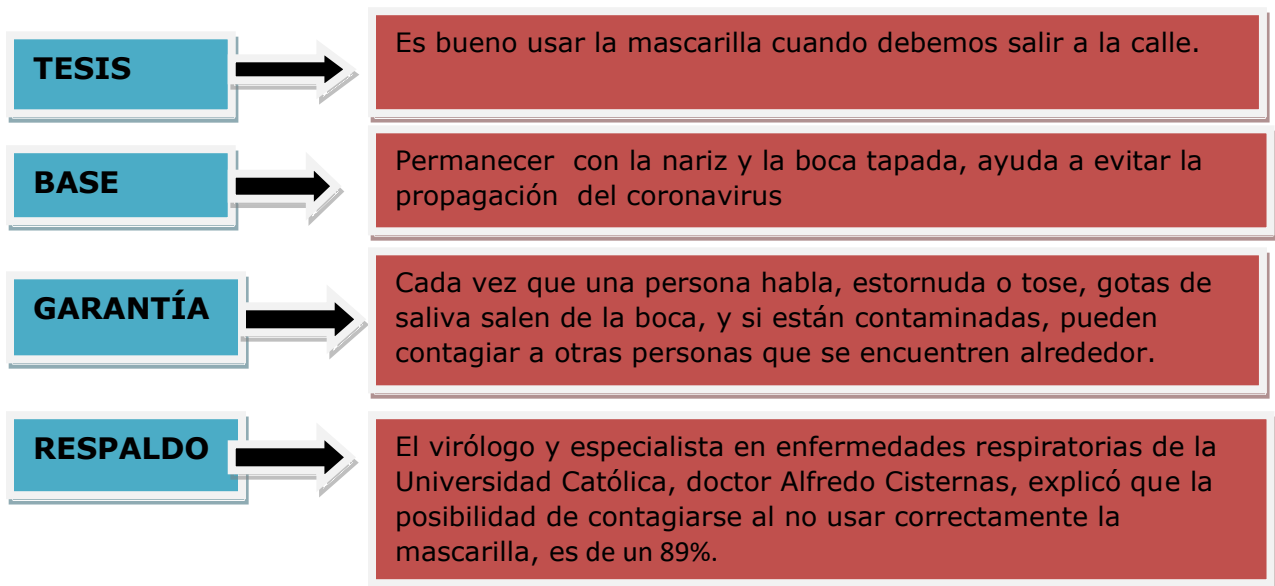 TESIS
Es bueno usar la mascarilla cuando debemos salir a la calle.
BASE
Permanecer con la nariz y la boca tapada, ayuda a evitar la
propagación del coronavirus
GARANTÍA
Cada vez que una persona habla, estornuda o tose, gotas de
saliva salen de la boca, y si están contaminadas, pueden
contagiar a otras personas que se encuentren alrededor.
RESPALDO
El virólogo y especialista en enfermedades respiratorias de la
Universidad Católica, doctor Alfredo Cisternas, explicó que la
posibilidad de contagiarse al no usar correctamente la
mascarilla, es de un 89%.